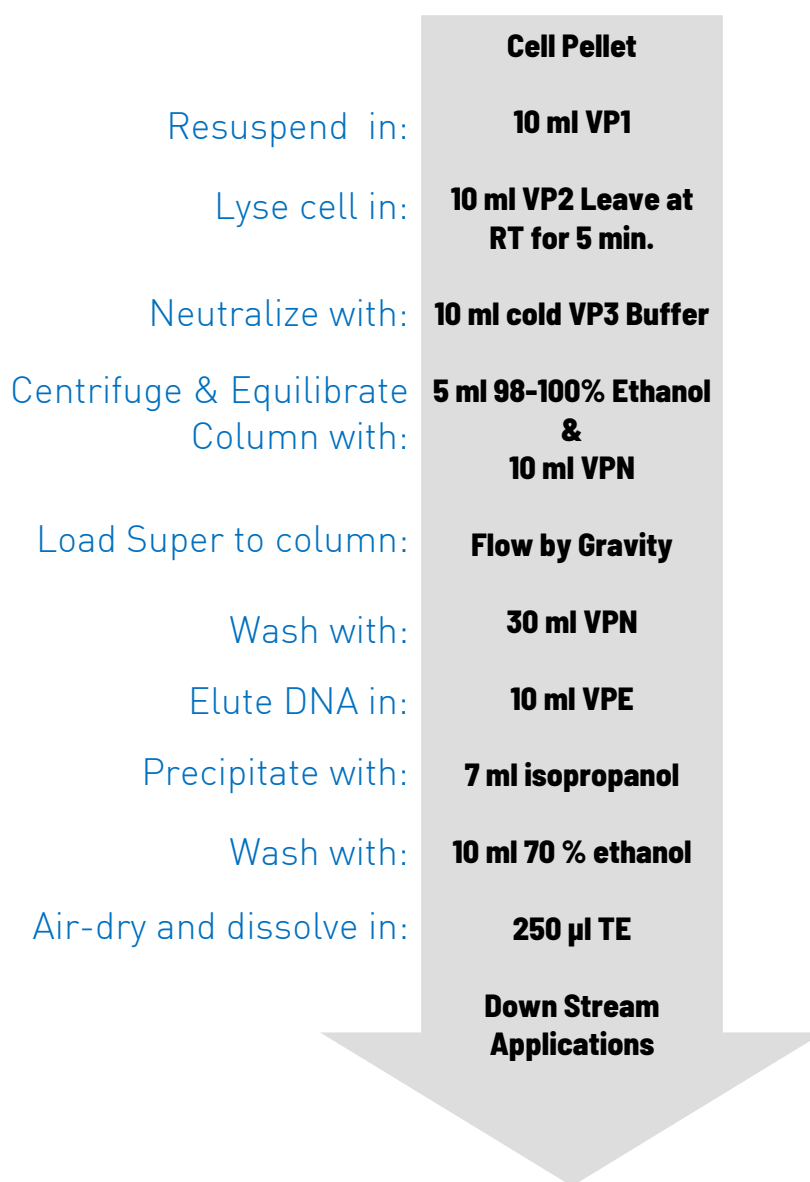 Cell Pellet
Resuspend in:
10 ml VP1
Lyse cell in:
10 ml VP2 Leave at
RT for 5 min.
Neutralize with:
10 ml cold VP3 Buffer
Centrifuge & Equilibrate
Column with:
5 ml 98-100% Ethanol
&
10 ml VPN
Load Super to column:
Flow by Gravity
Wash with:
30 ml VPN
Elute DNA in:
10 ml VPE
Precipitate with:
7 ml isopropanol
Wash with:
10 ml 70 % ethanol
Air-dry and dissolve in:
250 µl TE
Down Stream
Applications